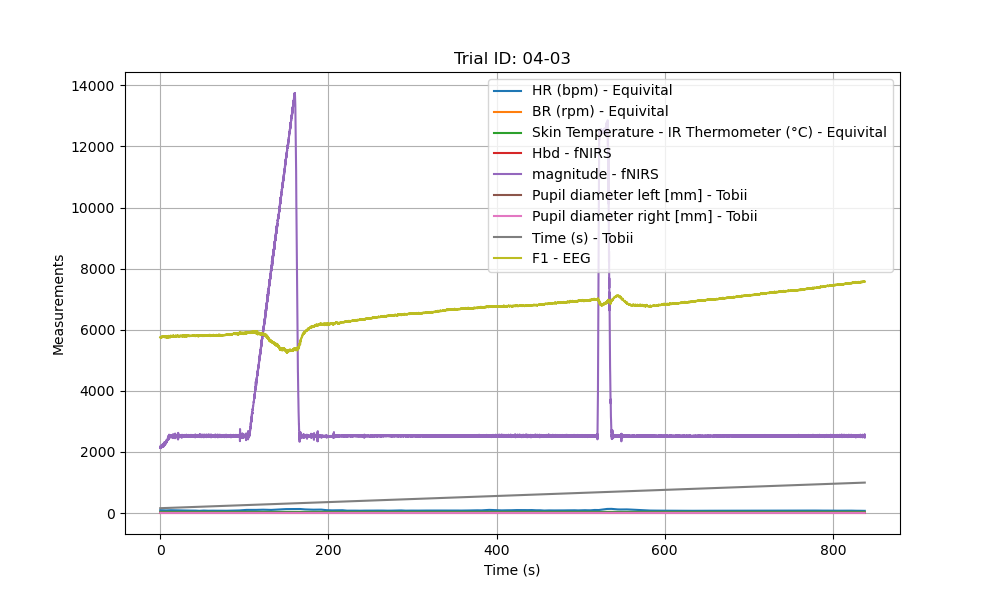 Trial ID: 04-03
14000
12000
10000
8000
6000
4000
2000
0
Measurements
HR (bpm) - Equivital
BR (rpm) - Equivital
Skin Temperature - IR Thermometer (°C) - Equivital
Hbd - fNIRS
magnitude - fNIRS
Pupil diameter left [mm] - Tobii
Pupil diameter right [mm] - Tobii
Time (s) - Tobii
F1 - EEG
0
200
400
600
800
Time (s)